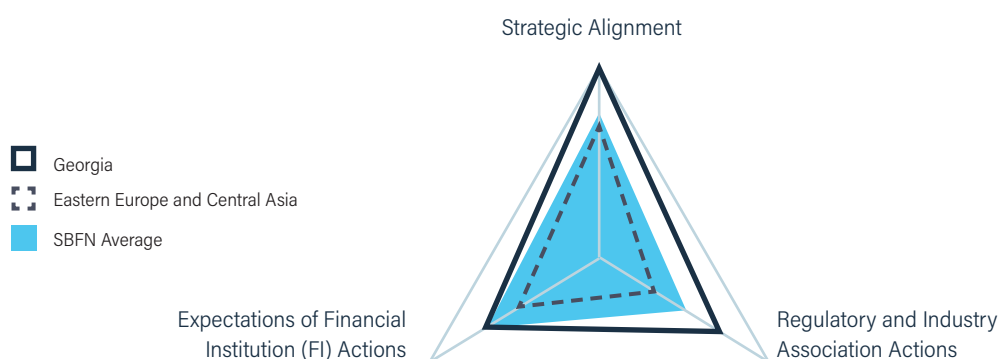 Strategic Alignment
Georgia
Eastern Europe and Central Asia
SBFN Average
Expectations of Financial
Institution (FI) Actions
Regulatory and Industry
Association Actions